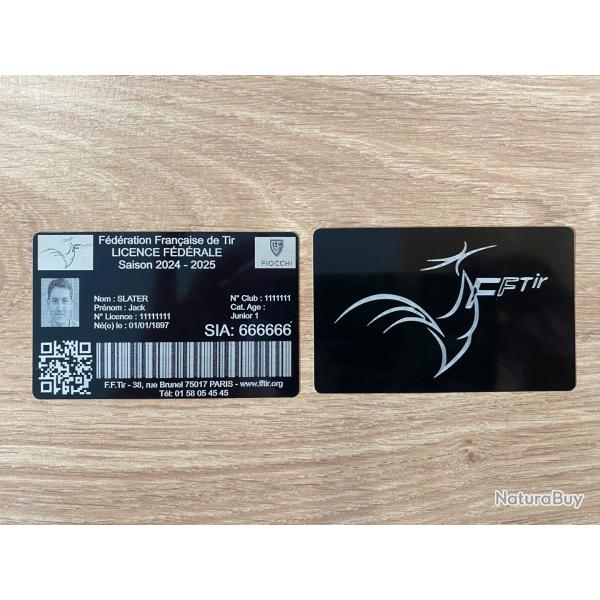 Fédération Française de Tir
LICENCE FÉDÉRALE
Saison 2024 - 2025
FIOCCHI
Nom : SLATER
Prénom : Jack
N° Licence : 11111111
Né(e) le : 01/01/1897
N° Club : 1111111
Cat. Age :
Junior 1
SIA: 666666
F.F.Tir - 38, rue Brunel 75017 PARIS - www.fftir.org
Tél: 01 58 05 45 45
FFTir
NaturaBuy